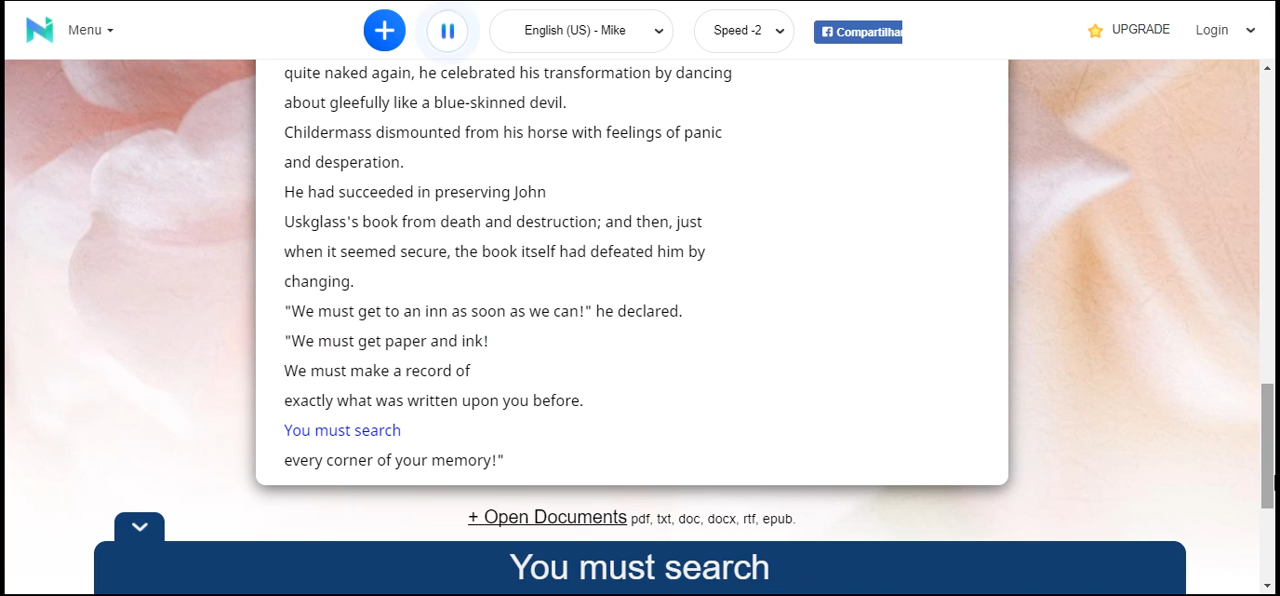 Menu
English (US) - Mike
Speed -2
Compartilhar
UPGRADE
Login
quite naked again, he celebrated his transformation by dancing
about gleefully like a blue-skinned devil.
Childermass dismounted from his horse with feelings of panic
and desperation.
He had succeeded in preserving John
Uskglass's book from death and destruction; and then, just
when it seemed secure, the book itself had defeated him by
changing.
"We must get to an inn as soon as we can!" he declared.
"We must get paper and ink!
We must make a record of
exactly what was written upon you before.
You must search
every corner of your memory!"
+ Open Documents pdf, txt, doc, docx, rtf, epub.
You must search